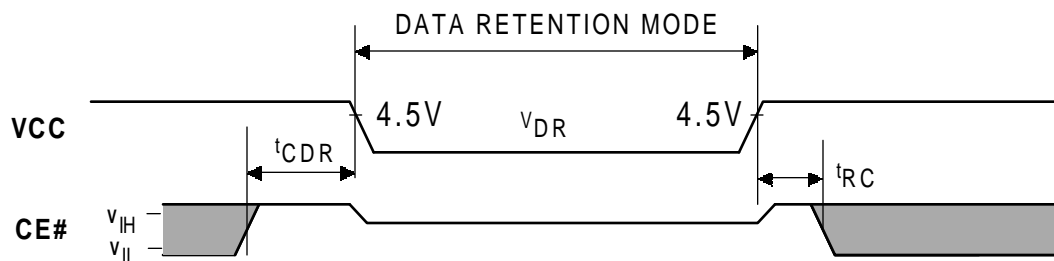 DATA RETENTION MODE
VCC
4.5V
VDR
4.5V
tCDR
tRC
CE#
VIH
VIL